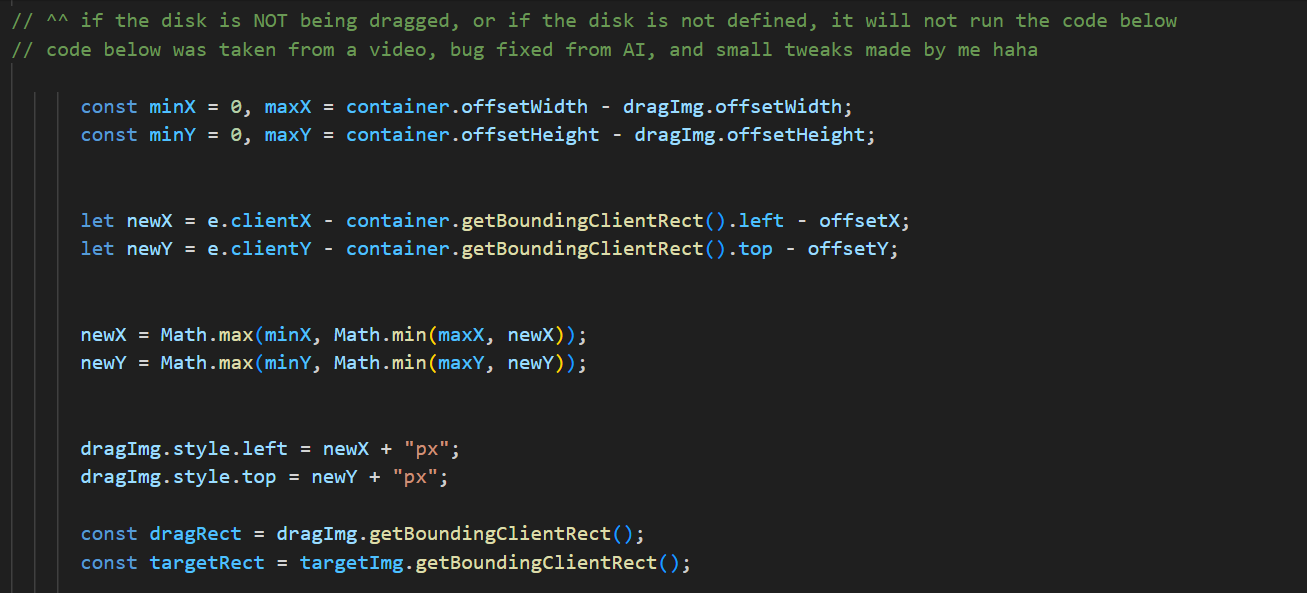 // ^^ if the disk is NOT being dragged, or if the disk is not defined, it will not run the code below
// code below was taken from a video, bug fixed from AI, and small tweaks made by me haha
const minX = 0, maxX = container.offsetWidth - dragImg.offsetWidth;
const minY = 0, maxY = container.offsetHeight - dragImg.offsetHeight;
let newX = e.clientX - container.getBoundingClientRect().left - offsetX;
let newY = e.clientY - container.getBoundingClientRect().top - offsetY;
newX = Math.max(minX, Math.min(maxX, newX));
newY = Math.max(minY, Math.min(maxY, newY));
dragImg.style.left = newX + "px";
dragImg.style.top = newY + "px";
const dragRect = dragImg.getBoundingClientRect();
const targetRect = targetImg.getBoundingClientRect();